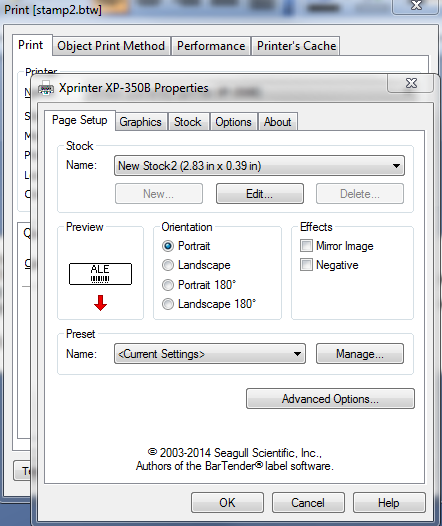 Print [stamp2.btw]
Print Object Print Method Performance Printer's Cache
Printer
Xprinter XP-350B Properties
Page Setup Graphics Stock Options About
Stock
Name: New Stock2 (2.83 in x 0.39 in)
New... Edit... Delete...
Preview Orientation Effects
Portrait Mirror Image
Landscape Negative
ALE
Portrait 180°
Landscape 180°
Preset
Name: <Current Settings> Manage...
Advanced Options...
© 2003-2014 Seagull Scientific, Inc.,
Authors of the BarTender® label software.
OK Cancel Help